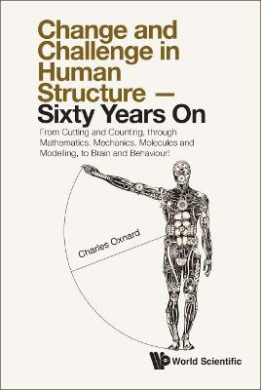 Change and
Challenge in
Human
Structure —
Sixty Years On
From Cutting and Counting, through
Mathematics, Mechanics, Molecules and
Modelling, to Brain and Behaviour!
Charles Oxnard
World Scientific